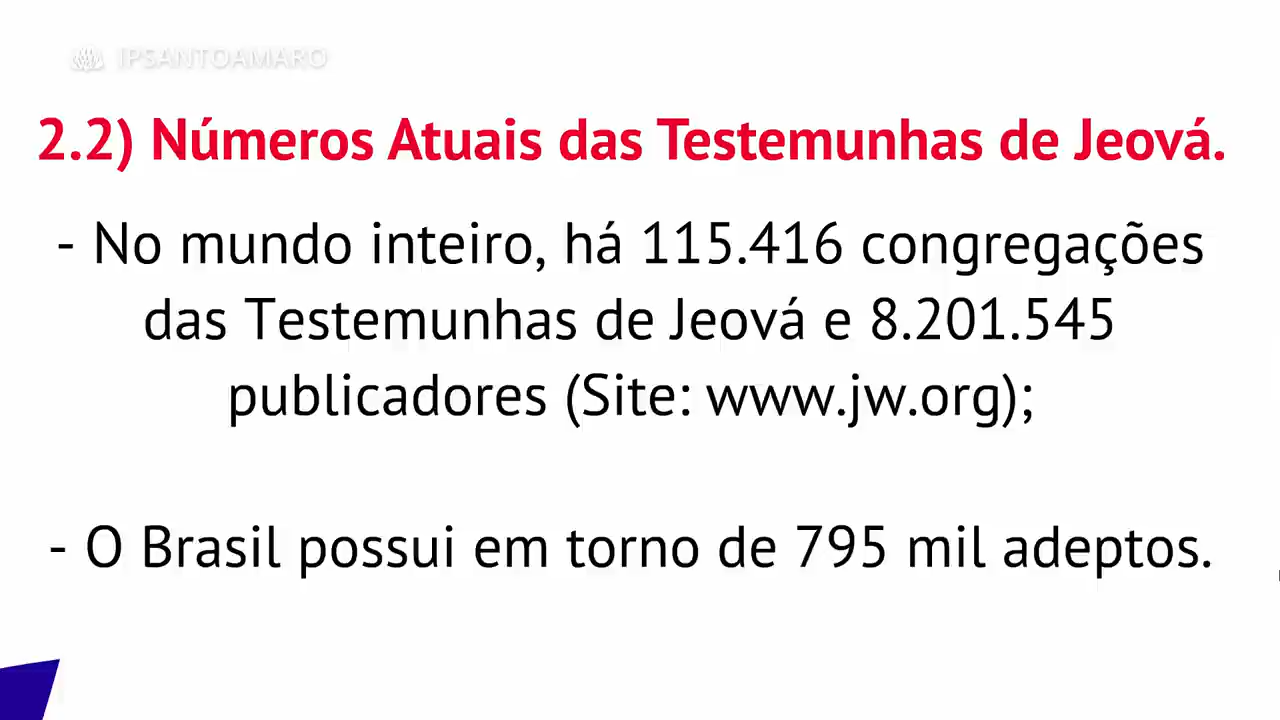 IPSANTOAMARO
2.2) Números Atuais das Testemunhas de Jeová.
- No mundo inteiro, há 115.416 congregações
das Testemunhas de Jeová e 8.201.545
publicadores (Site: www.jw.org);
- O Brasil possui em torno de 795 mil adeptos.